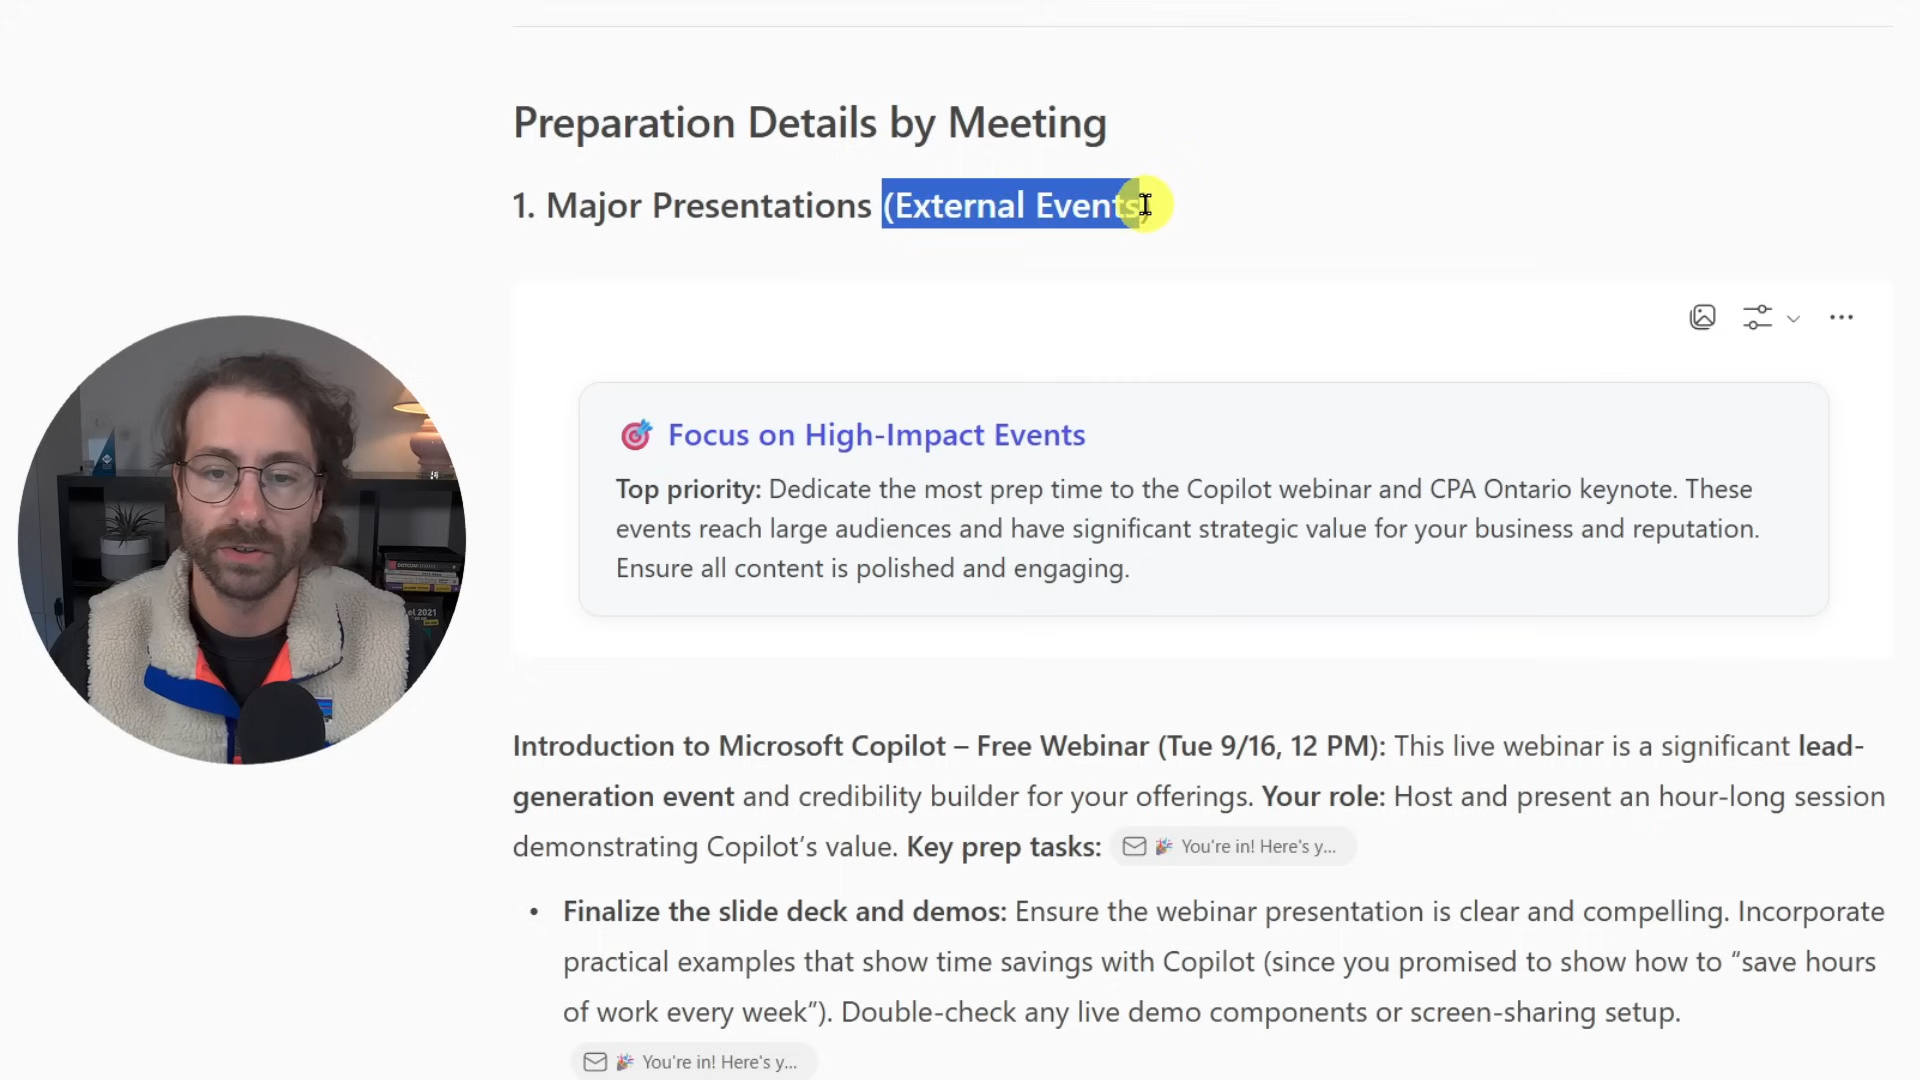 Preparation Details by Meeting
1. Major Presentations (External Events)
🎯 Focus on High-Impact Events
Top priority: Dedicate the most prep time to the Copilot webinar and CPA Ontario keynote. These
events reach large audiences and have significant strategic value for your business and reputation.
Ensure all content is polished and engaging.
Introduction to Microsoft Copilot – Free Webinar (Tue 9/16, 12 PM): This live webinar is a significant lead-
generation event and credibility builder for your offerings. Your role: Host and present an hour-long session
demonstrating Copilot’s value. Key prep tasks: 🎉 You're in! Here's y...
• Finalize the slide deck and demos: Ensure the webinar presentation is clear and compelling. Incorporate
practical examples that show time savings with Copilot (since you promised to show how to “save hours
of work every week”). Double-check any live demo components or screen-sharing setup.
🎉 You're in! Here's y...